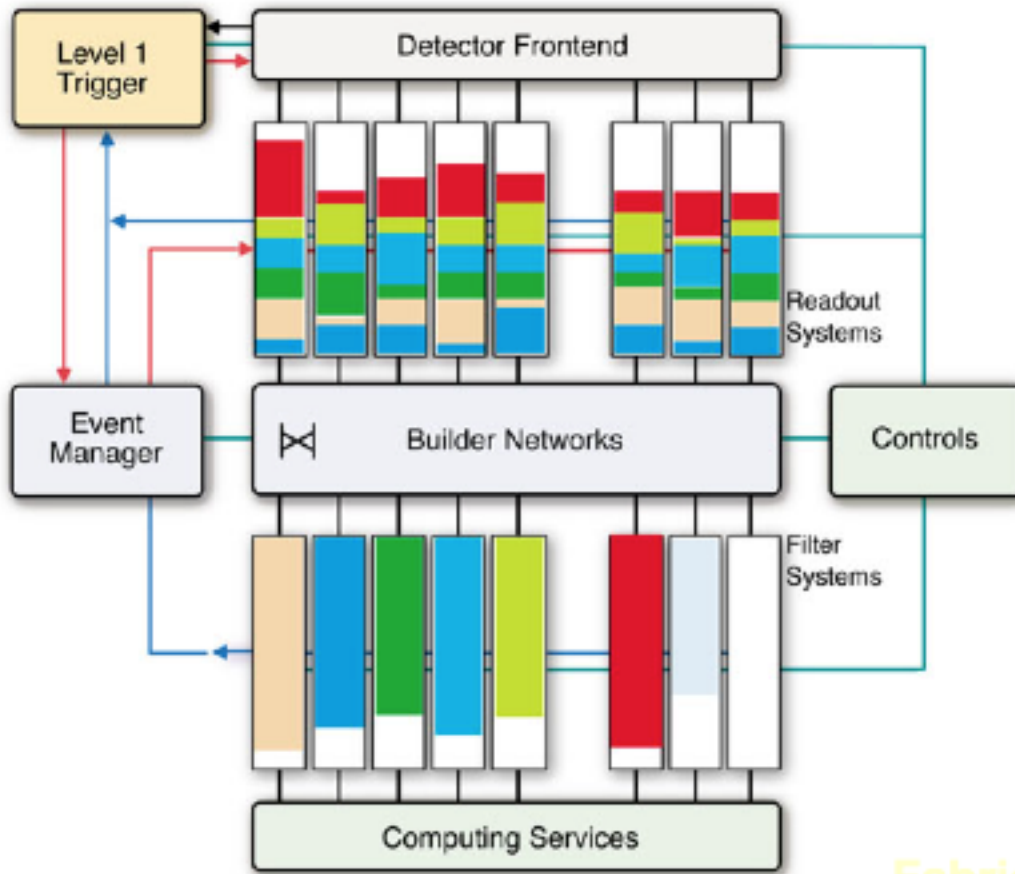 Level 1
Trigger
Detector Frontend
Readout
Systems
Event
Manager
Builder Networks
Controls
Filter
Systems
Computing Services